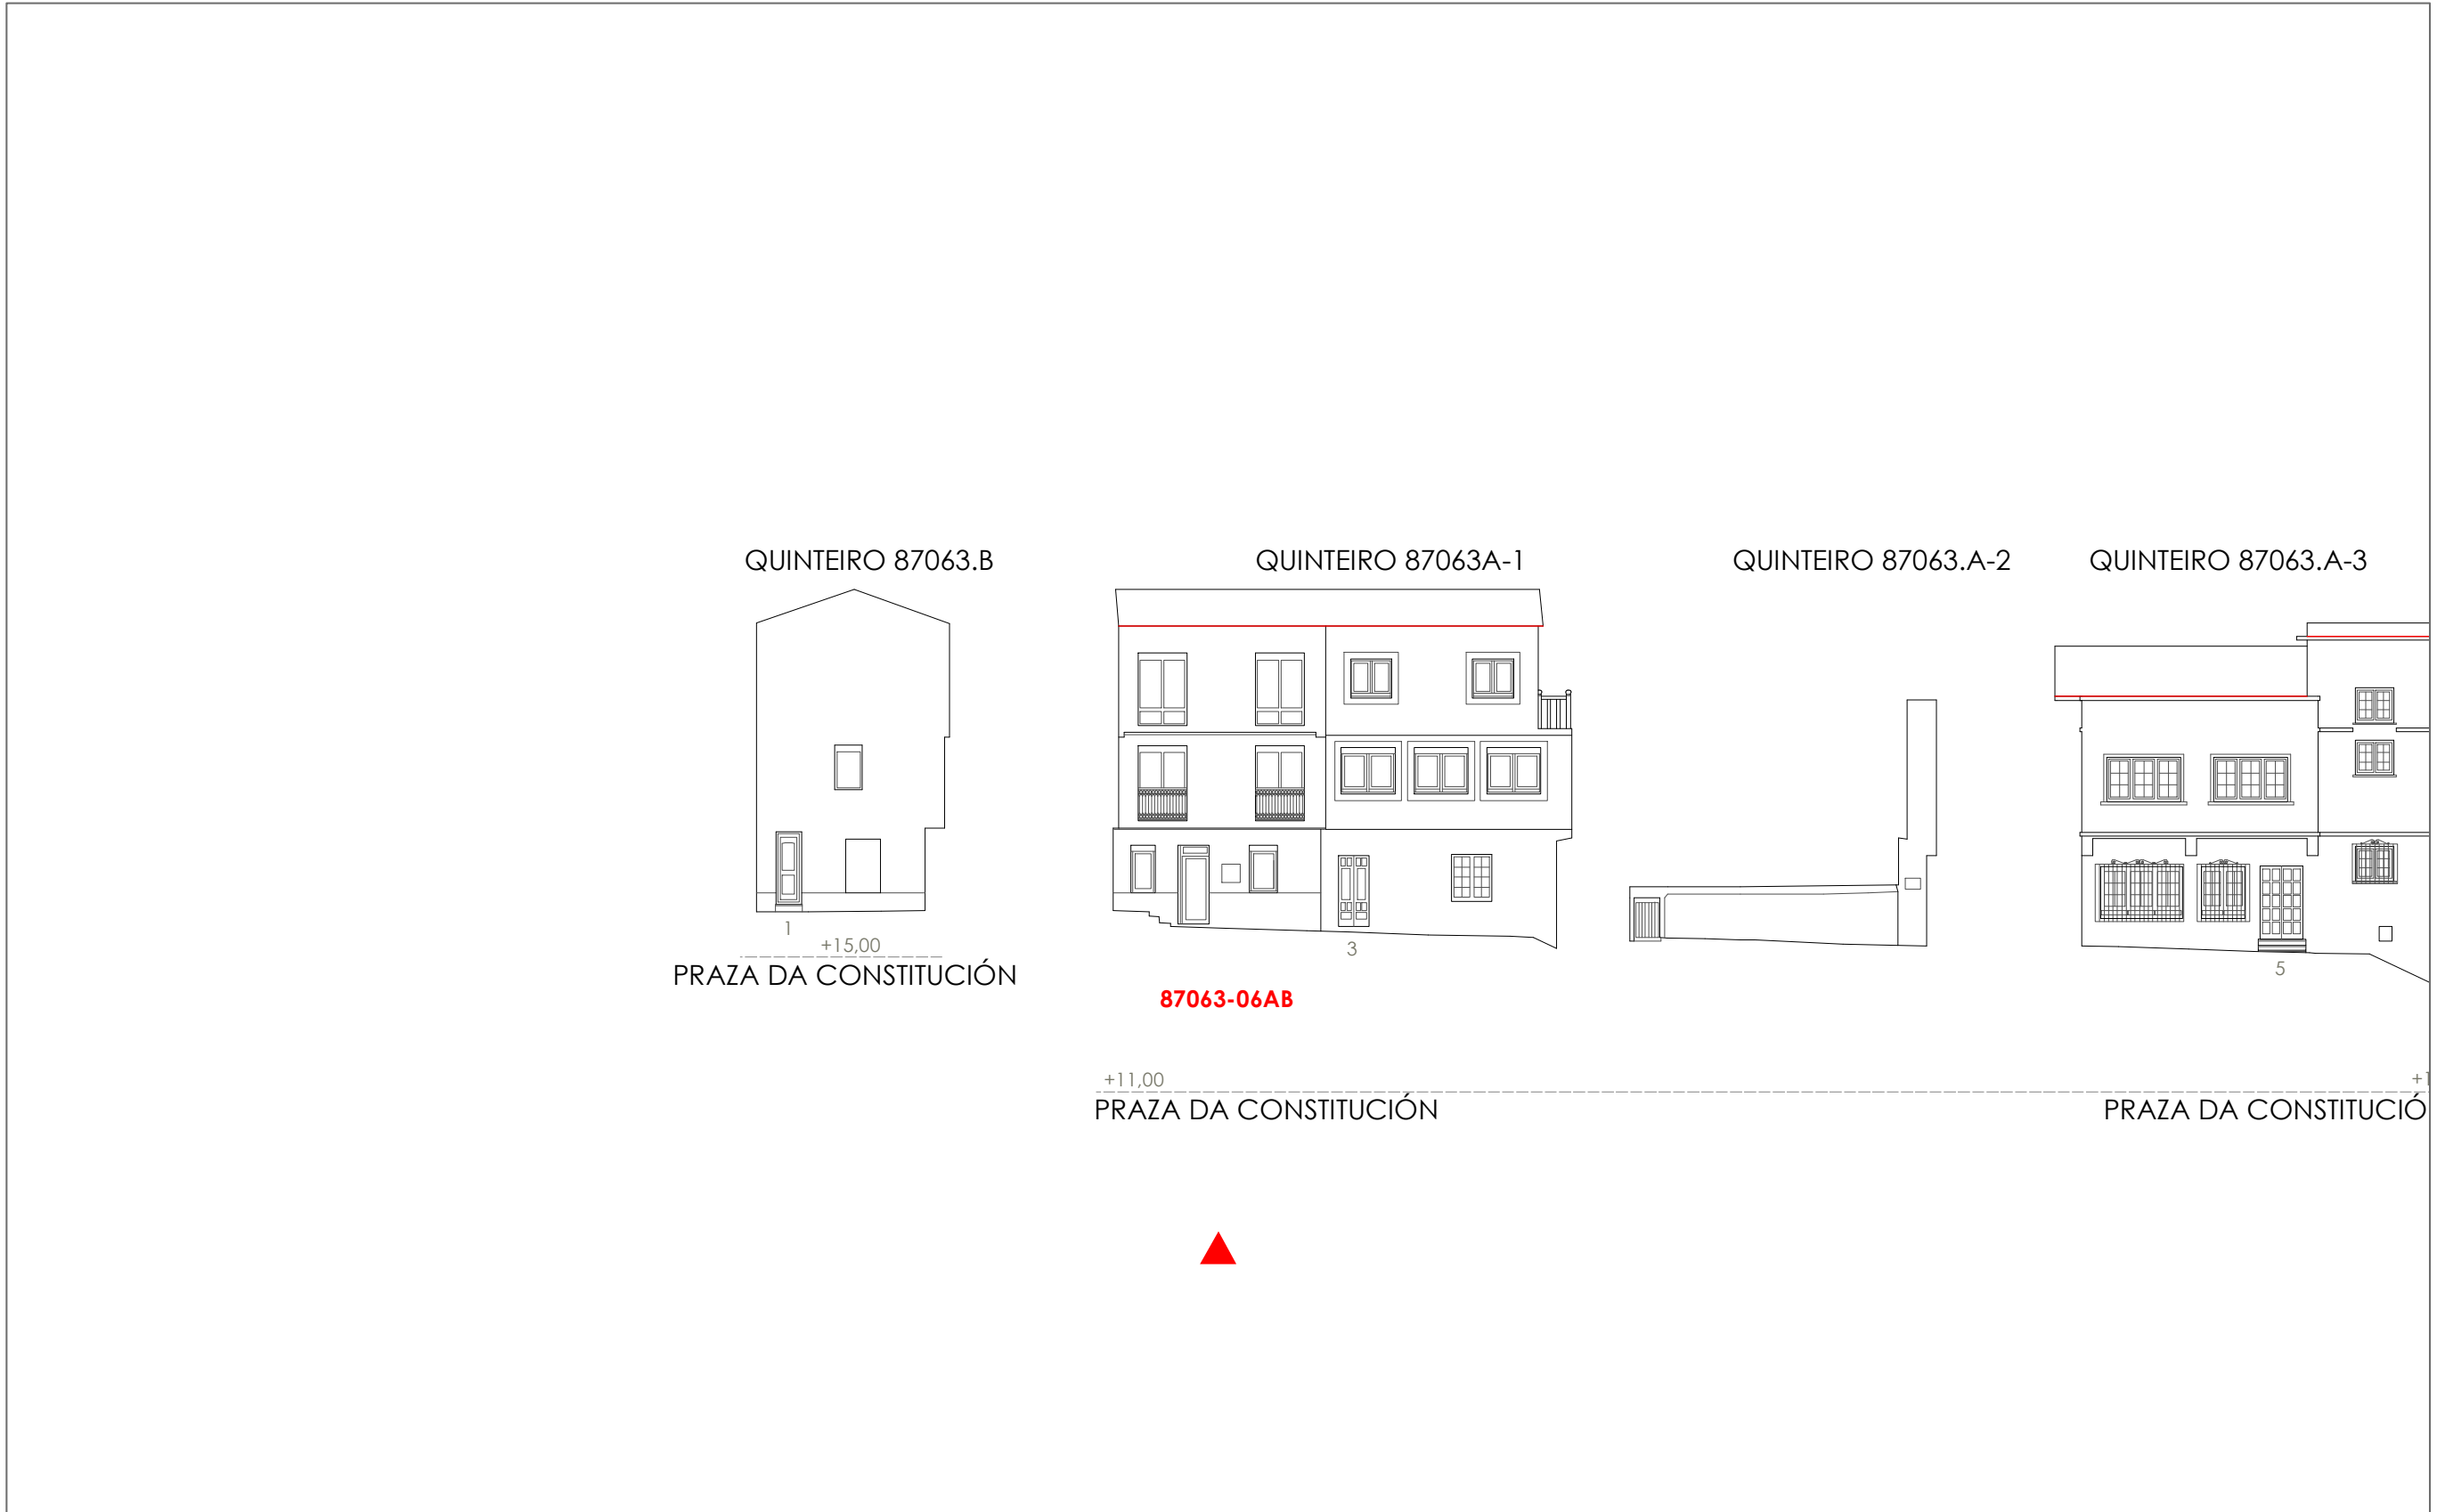 QUINTEIRO 87063.B
QUINTEIRO 87063A-1
QUINTEIRO 87063.A-2
QUINTEIRO 87063.A-3
1
+15,00
PRAZA DA CONSTITUCIÓN
3
5
87063-06AB
+11,00
+1
PRAZA DA CONSTITUCIÓN
PRAZA DA CONSTITUCIÓ